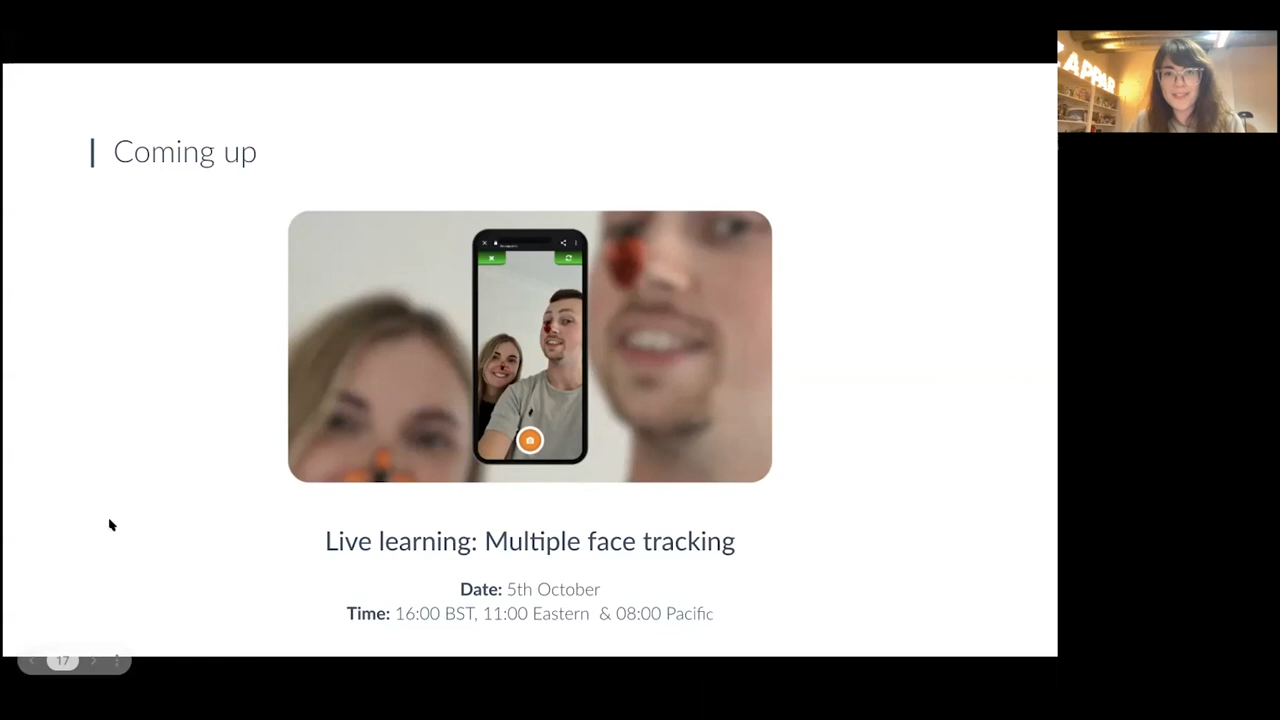 Coming up
ZAPPAR
Live learning: Multiple face tracking
Date: 5th October
Time: 16:00 BST, 11:00 Eastern & 08:00 Pacific
17